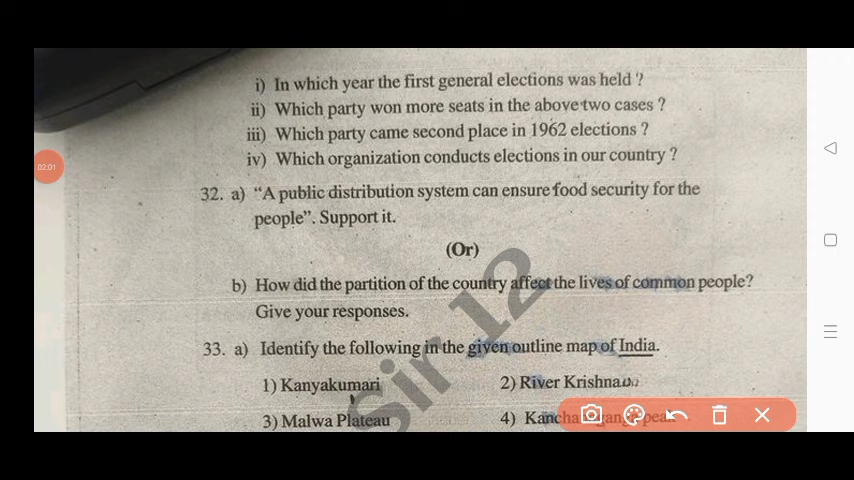 i) In which year the first general elections was held ?
ii) Which party won more seats in the above two cases ?
iii) Which party came second place in 1962 elections ?
02:01
iv) Which organization conducts elections in our country ?
32. a) “A public distribution system can ensure food security for the
people”. Support it.
(Or)
b) How did the partition of the country affect the lives of common people?
Give your responses.
33. a) Identify the following in the given outline map of India.
1) Kanyakumari 2) River Krishna
3) Malwa Plateau 4)
Sir 12